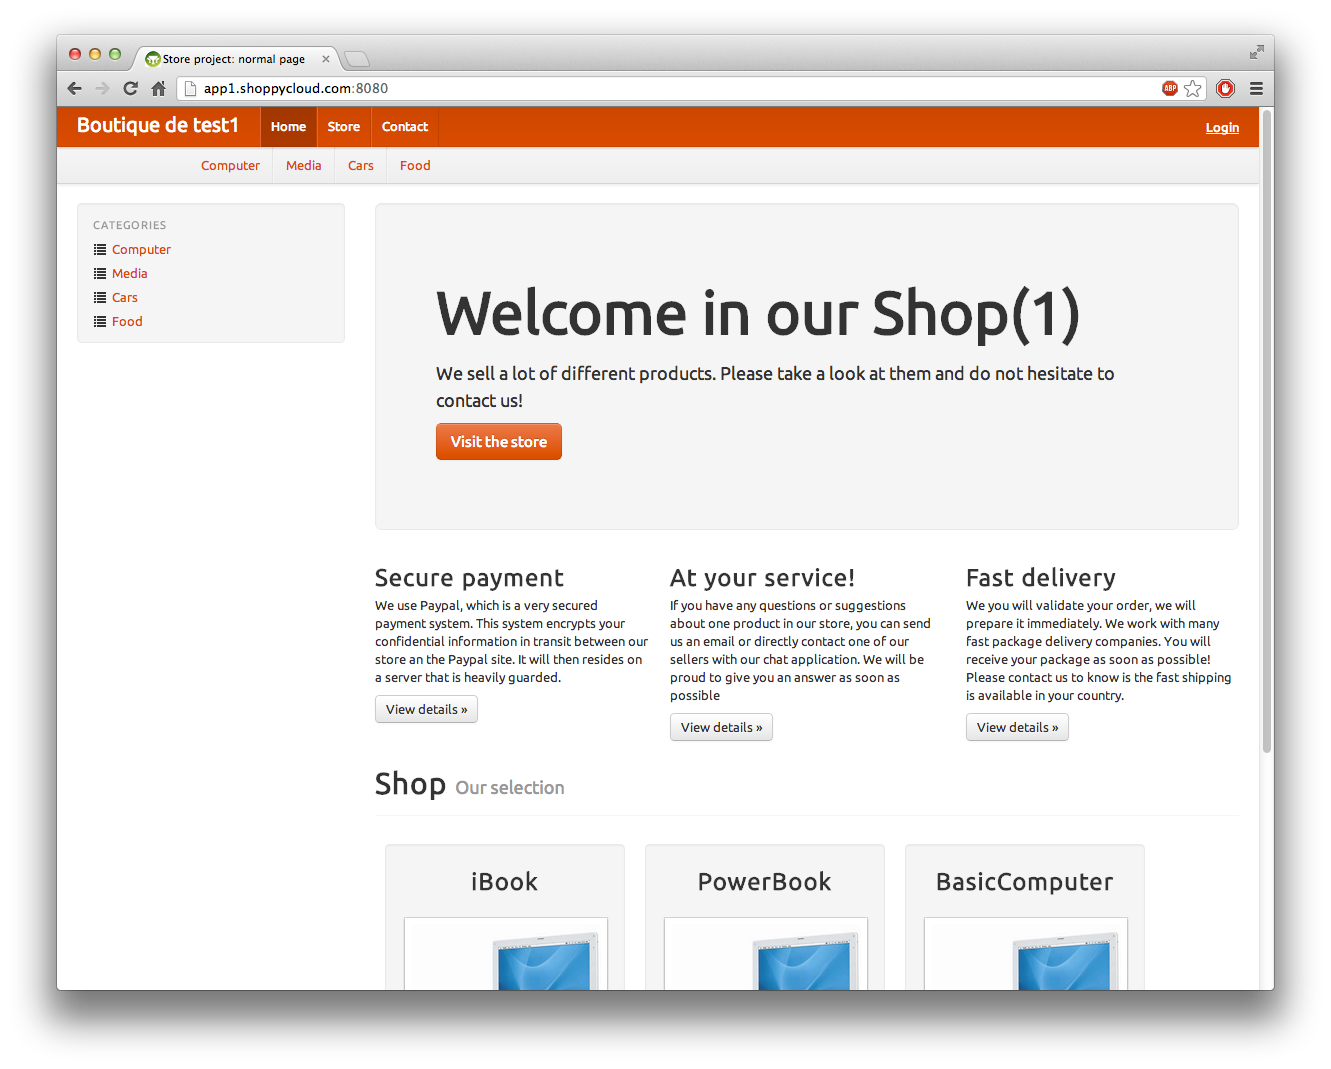 Store project: normal page
app1.shoppycloud.com:8080
ABP
Boutique de test1
Home
Store
Contact
Login
Computer
Media
Cars
Food
CATEGORIES
Computer
Media
Cars
Food
Welcome in our Shop(1)
We sell a lot of different products. Please take a look at them and do not hesitate to
contact us!
Visit the store
Secure payment
We use Paypal, which is a very secured
payment system. This system encrypts your
confidential information in transit between our
store an the Paypal site. It will then resides on
a server that is heavily guarded.
View details »
At your service!
If you have any questions or suggestions
about one product in our store, you can send
us an email or directly contact one of our
sellers with our chat application. We will be
proud to give you an answer as soon as
possible
View details »
Fast delivery
We you will validate your order, we will
prepare it immediately. We work with many
fast package delivery companies. You will
receive your package as soon as possible!
Please contact us to know is the fast shipping
is available in your country.
View details »
Shop Our selection
iBook
PowerBook
BasicComputer